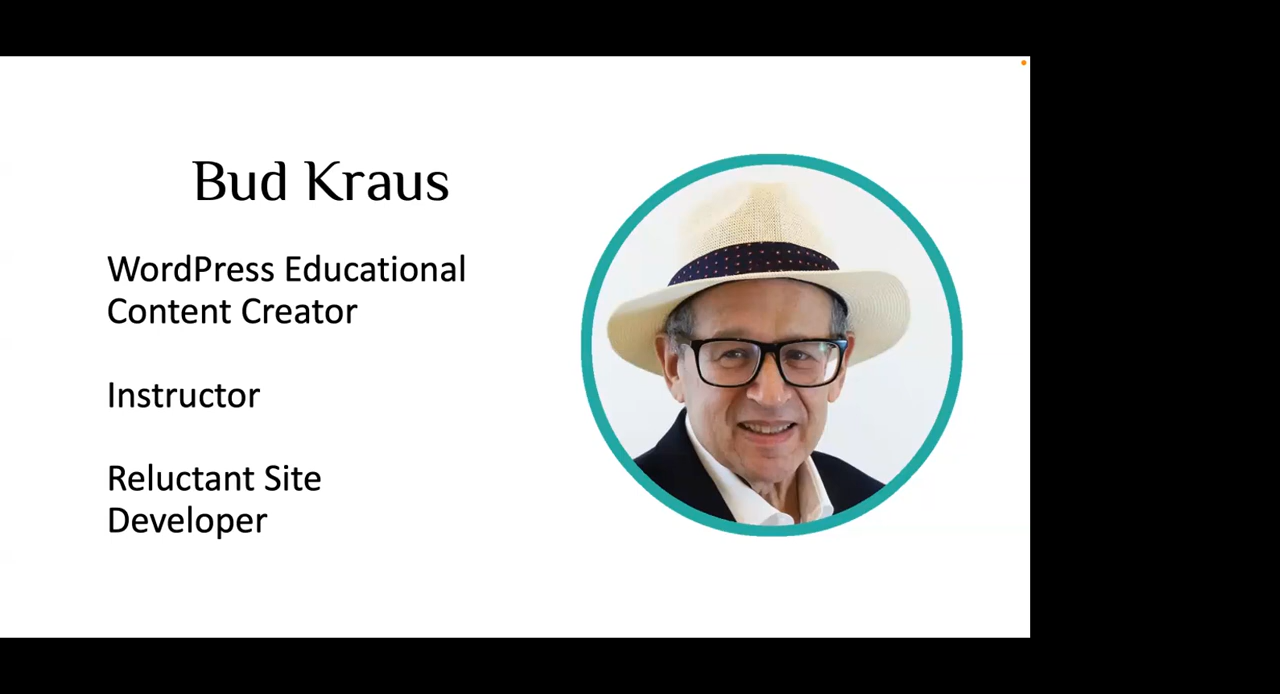 Bud Kraus
WordPress Educational
Content Creator
Instructor
Reluctant Site
Developer